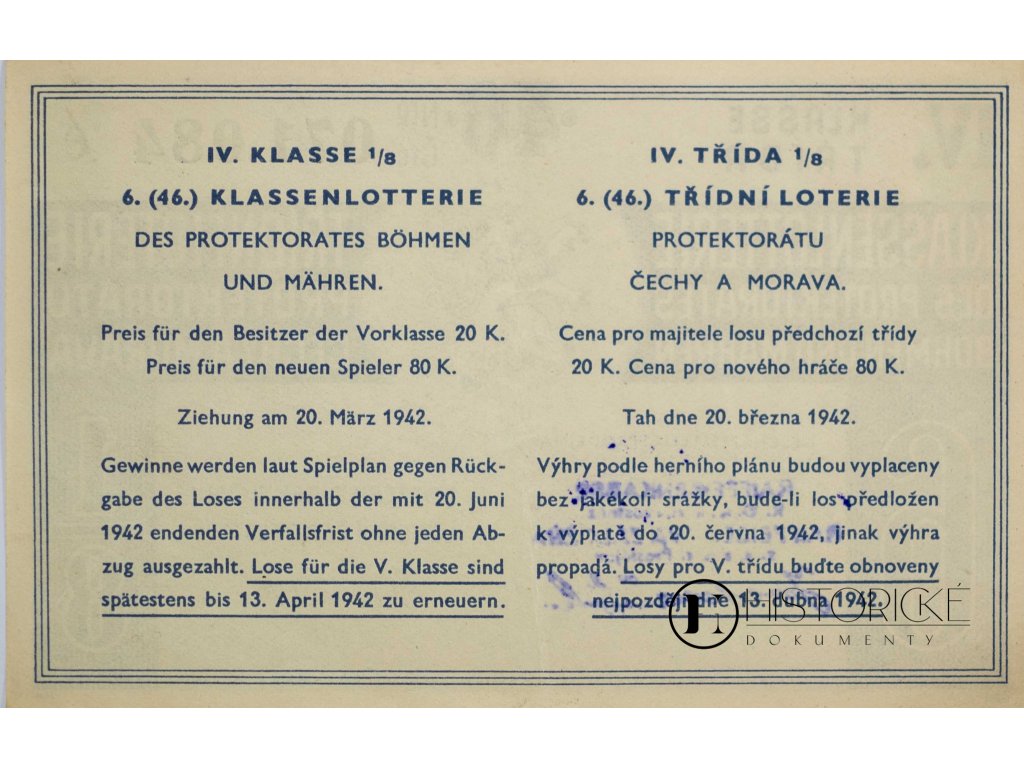 IV. KLASSE 1/8
6. (46.) KLASSENLOTTERIE
DES PROTEKTORATES BÖHMEN
UND MÄHREN.
Preis für den Besitzer der Vorklasse 20 K.
Preis für den neuen Spieler 80 K.
Ziehung am 20. März 1942.
Gewinne werden laut Spielplan gegen Rück-
gabe des Loses innerhalb der mit 20. Juni
1942 endenden Verfallsfrist ohne jeden Ab-
zug ausgezahlt. Lose für die V. Klasse sind
spätestens bis 13. April 1942 zu erneuern.
IV. TŘÍDA 1/8
6. (46.) TŘÍDNÍ LOTERIE
PROTEKTORÁTU
ČECHY A MORAVA.
Cena pro majitele losu předchozí třídy
20 K. Cena pro nového hráče 80 K.
Tah dne 20. března 1942.
Výhry podle herního plánu budou vyplaceny
bez jakékoli srážky, bude-li los předložen
k výplatě do 20. června 1942, jinak výhra
propadá. Losy pro V. třídu buďte obnoveny
nejpozději dne 13. dubna 1942.
HISTORICKÉ
DOKUMENTY